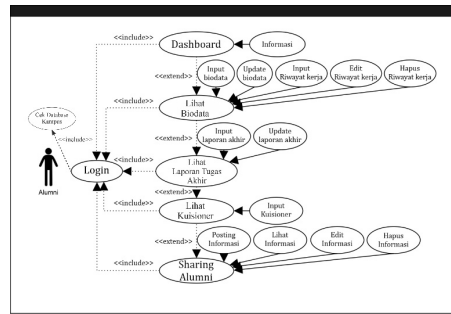 <<include>>
Dashboard
Informasi
<<extend>>
Input
biodata
Update
biodata
Input
Riwayat kerja
Edit
Riwayat kerja
Hapus
Riwayat kerja
<<include>>
Lihat
Biodata
Cek Database
Kampus
<<include>>
<<extend>>
Input
laporan akhir
Update
laporan akhir
Alumni
Login
<<include>>
Lihat
Laporan Tugas
Akhir
<<extend>>
<<include>>
Lihat
Kuisioner
Input
Kuisioner
<<extend>>
Posting
Informasi
Lihat
Informasi
Edit
Informasi
Hapus
Informasi
<<include>>
Sharing
Alumni